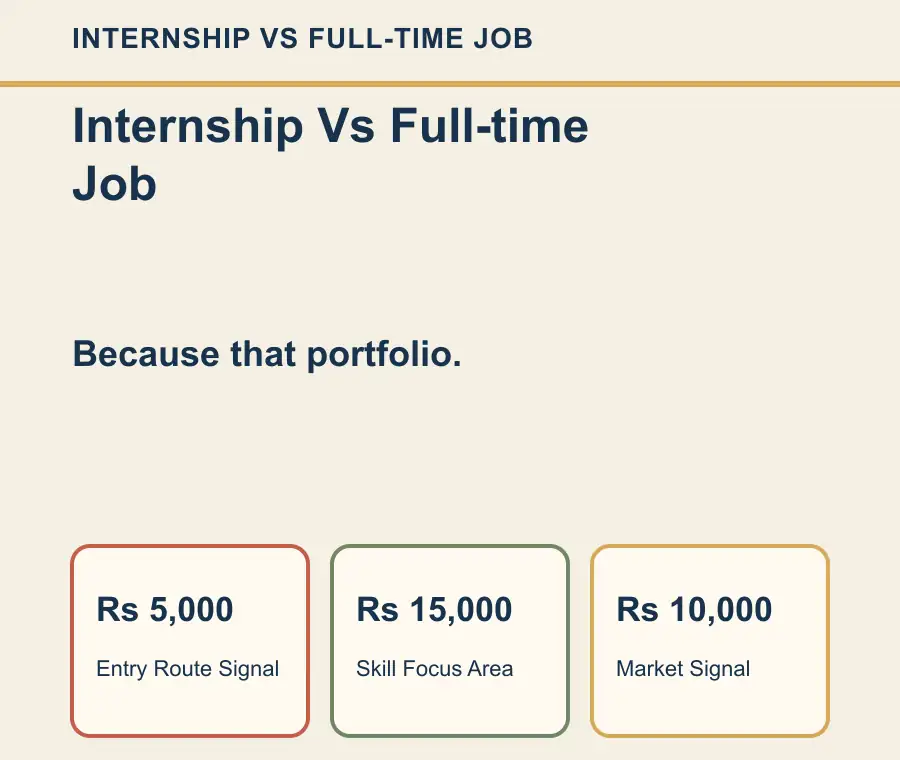 INTERNSHIP VS FULL-TIME JOB
Internship Vs Full-time
Job
Because that portfolio.
Rs 5,000
Entry Route Signal
Rs 15,000
Skill Focus Area
Rs 10,000
Market Signal